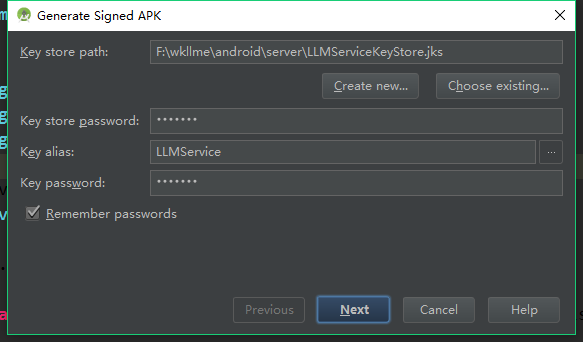 Generate Signed APK
Key store path: F:\wkllme\android\server\LLMServiceKeyStore.jks
Create new... Choose existing...
Key store password: •••••••
Key alias: LLMService ...
Key password: •••••••
Remember passwords
Previous Next Cancel Help